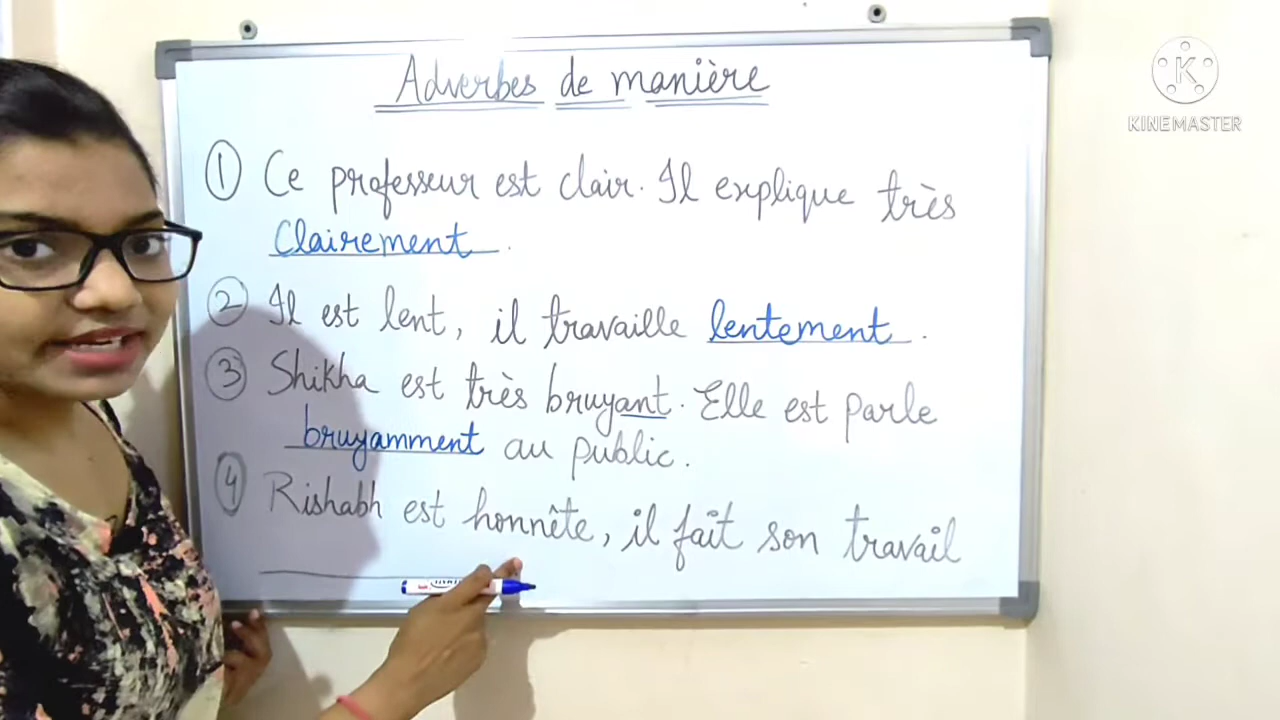 Adverbes de manière
① Ce professeur est clair. Il explique très
Clairement.
② Il est lent, il travaille lentement.
③ Shikha est très bruyant. Elle est parle
bruyamment au public.
④ Rishabh est honnête, il fait son travail
KINEMASTER